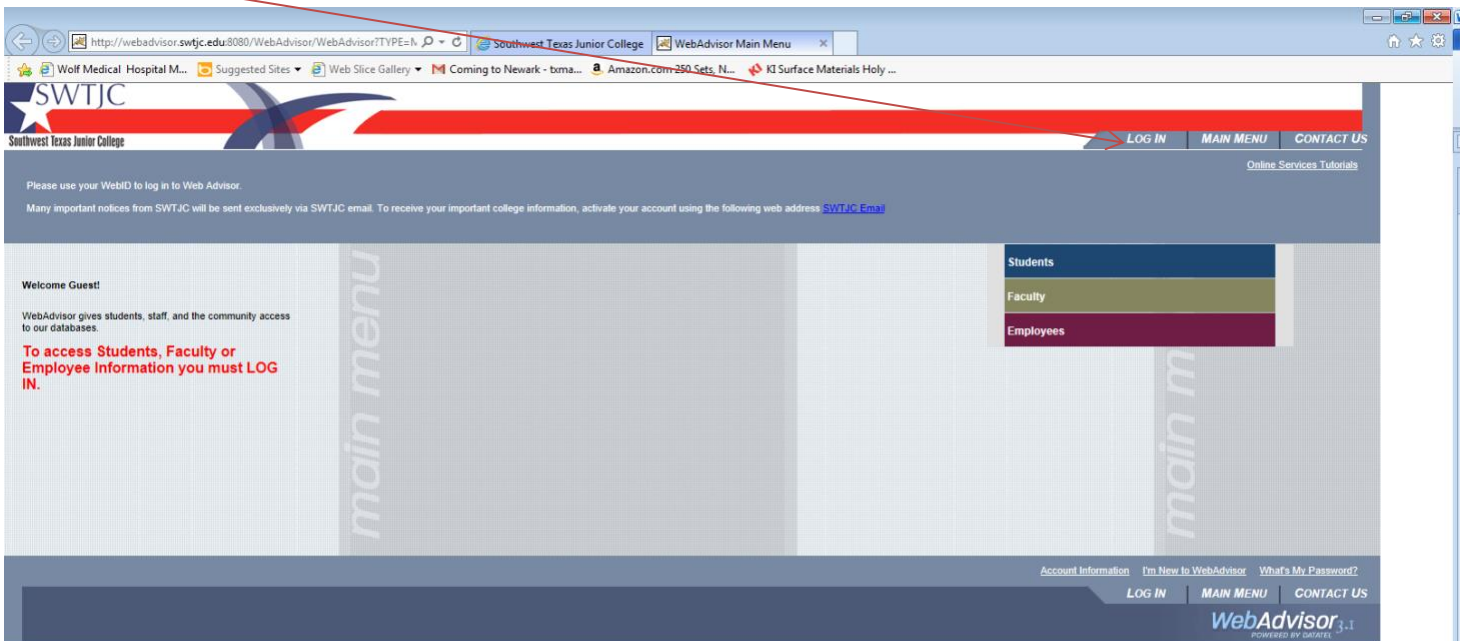 http://webadvisor.swtjc.edu:8080/WebAdvisor/WebAdvisor?TYPE=N
Southwest Texas Junior College
WebAdvisor Main Menu
Wolf Medical Hospital M...
Suggested Sites
Web Slice Gallery
Coming to Newark - txma...
Amazon.com 250 Sets, N...
KI Surface Materials Holy ...
SWTJC
Southwest Texas Junior College
LOG IN
MAIN MENU
CONTACT US
Online Services Tutorials
Please use your WebID to log in to Web Advisor.
Many important notices from SWTJC will be sent exclusively via SWTJC email. To receive your important college information, activate your account using the following web address SWTJC Email
Welcome Guest!
WebAdvisor gives students, staff, and the community access
to our databases.
To access Students, Faculty or
Employee Information you must LOG
IN.
main menu
Students
Faculty
Employees
main m
Account Information
I'm New to WebAdvisor
What's My Password?
LOG IN
MAIN MENU
CONTACT US
WebAdvisor 3.1
POWERED BY DATATEL